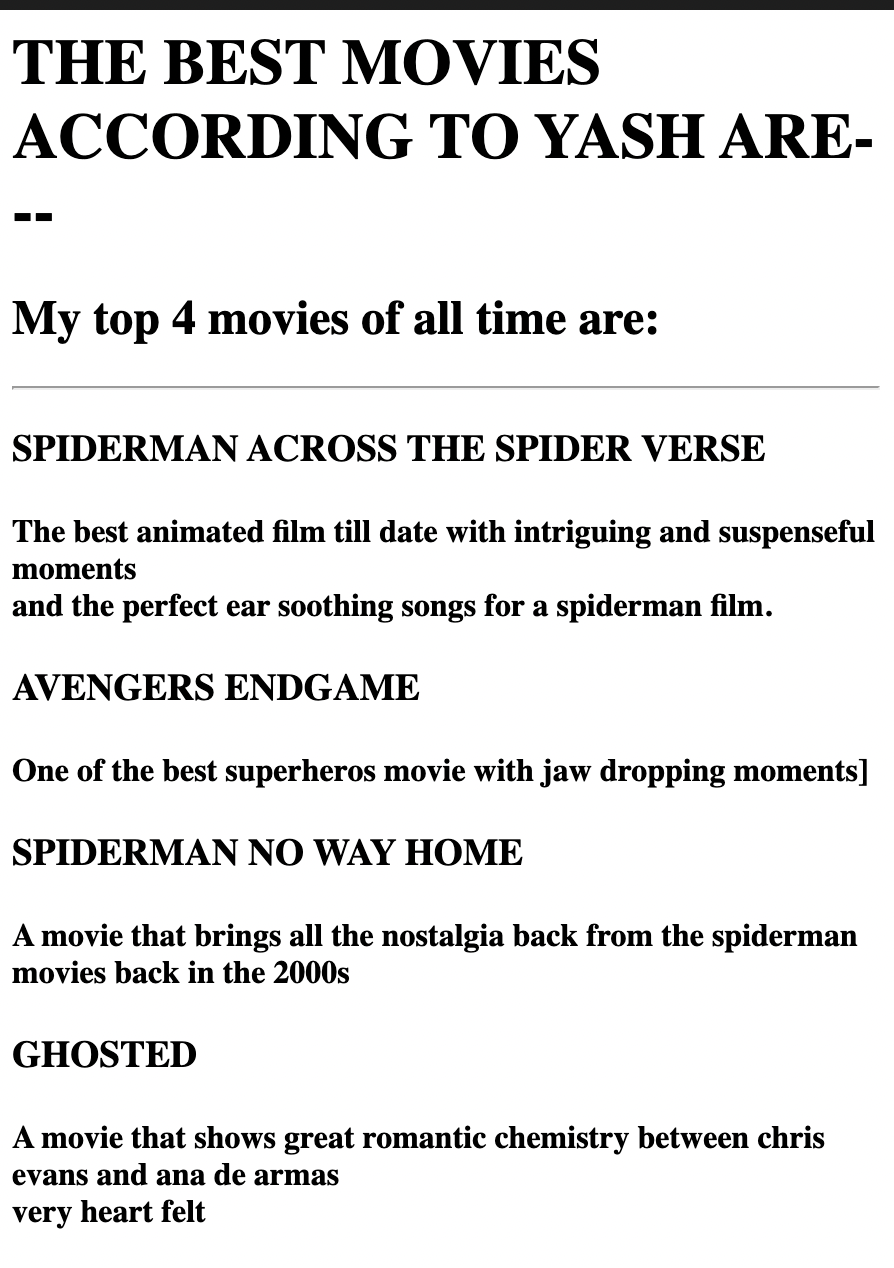 THE BEST MOVIES
ACCORDING TO YASH ARE-
--
My top 4 movies of all time are:
SPIDERMAN ACROSS THE SPIDER VERSE
The best animated film till date with intriguing and suspenseful
moments
and the perfect ear soothing songs for a spiderman film.
AVENGERS ENDGAME
One of the best superheros movie with jaw dropping moments]
SPIDERMAN NO WAY HOME
A movie that brings all the nostalgia back from the spiderman
movies back in the 2000s
GHOSTED
A movie that shows great romantic chemistry between chris
evans and ana de armas
very heart felt